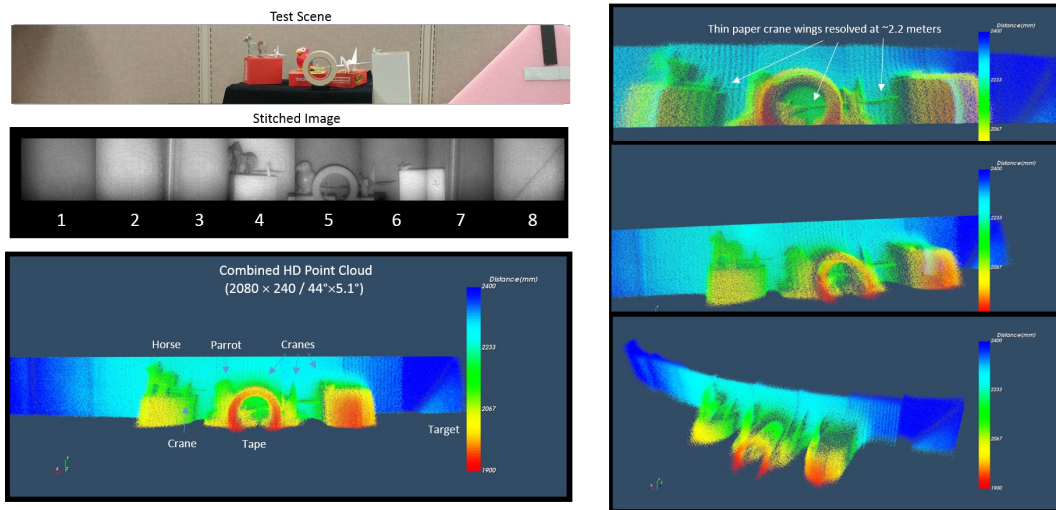 Test Scene
Stitched Image
1 2 3 4 5 6 7 8
Combined HD Point Cloud
(2080 × 240 / 44°×5.1°)
Distance(mm)
2400
2233
2067
1900
Horse
Parrot
Cranes
Crane
Tape
Target
Thin paper crane wings resolved at ~2.2 meters
Distance(mm)
2400
2233
2067
Distance(mm)
2400
2233
2067
Distance(mm)
2400
2233
2067
1900